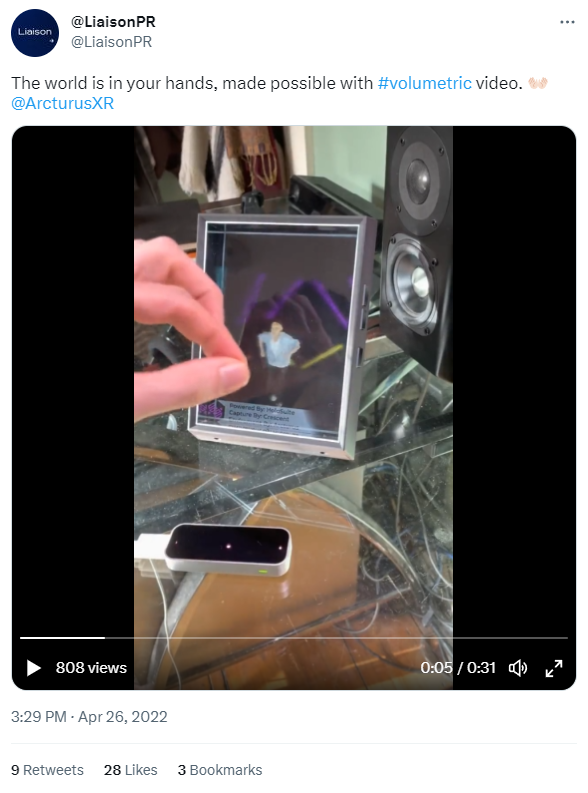 Liaison
@LiaisonPR
@LiaisonPR
The world is in your hands, made possible with #volumetric video. 👐🏻
@ArcturusXR
Powered By: HoloSuite
Capture By: Crescent
808 views
0:05 / 0:31
3:29 PM · Apr 26, 2022
9 Retweets 28 Likes 3 Bookmarks